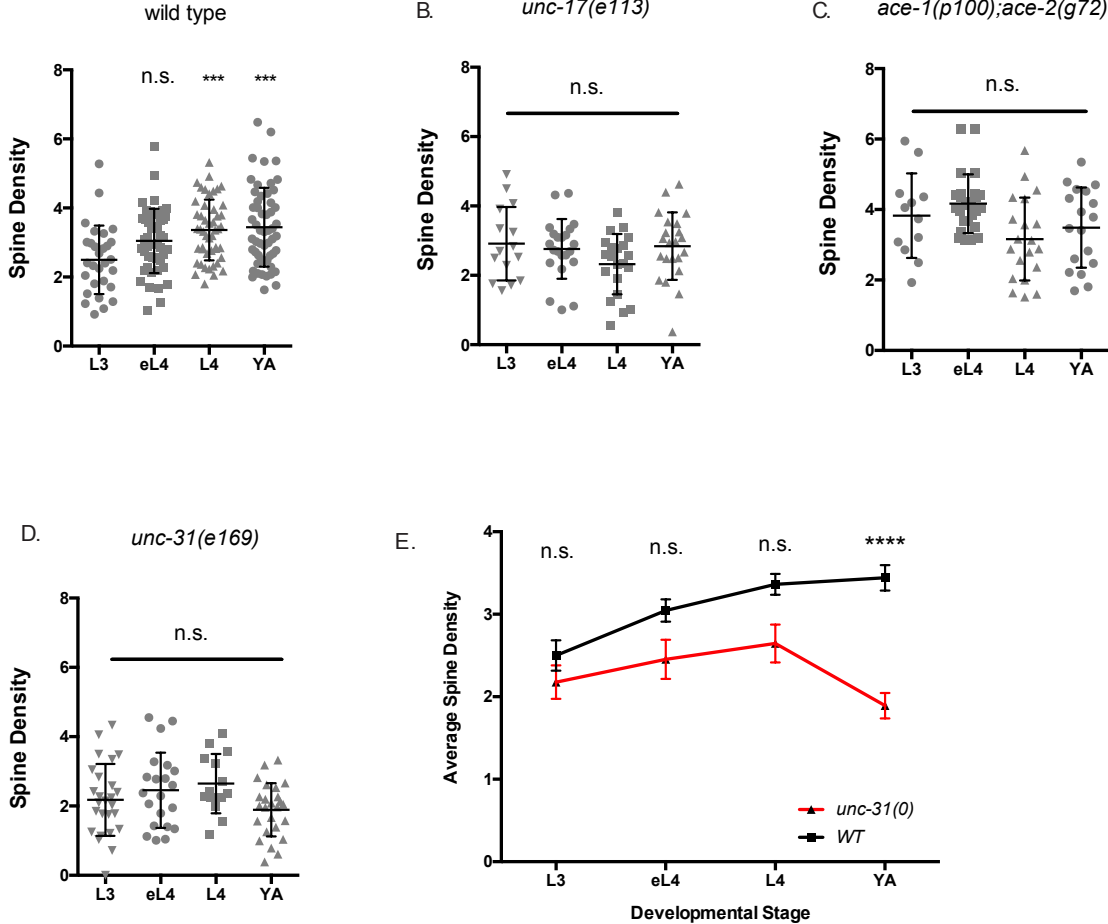 wild type
Spine Density
8
6
4
2
0
n.s. *** ***
L3 eL4 L4 YA
B. unc-17(e113)
Spine Density
8
6
4
2
0
n.s.
L3 eL4 L4 YA
C. ace-1(p100);ace-2(g72)
Spine Density
8
6
4
2
0
n.s.
L3 eL4 L4 YA
D. unc-31(e169)
Spine Density
8
6
4
2
0
n.s.
L3 eL4 L4 YA
E.
Average Spine Density
4
3
2
1
0
n.s. n.s. n.s. ****
unc-31(0)
WT
L3 eL4 L4 YA
Developmental Stage